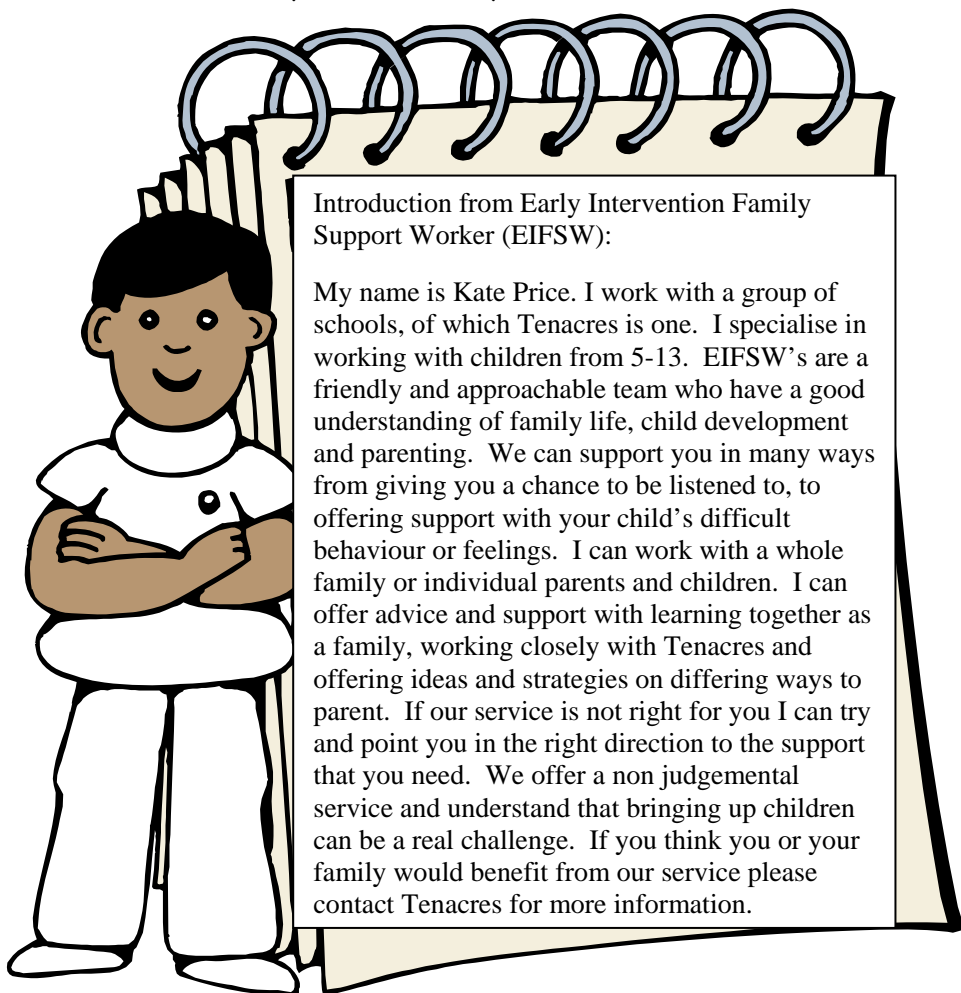 Introduction from Early Intervention Family
Support Worker (EIFSW):
My name is Kate Price. I work with a group of
schools, of which Tenacres is one. I specialise in
working with children from 5-13. EIFSW's are a
friendly and approachable team who have a good
understanding of family life, child development
and parenting. We can support you in many ways
from giving you a chance to be listened to, to
offering support with your child's difficult
behaviour or feelings. I can work with a whole
family or individual parents and children. I can
offer advice and support with learning together as
a family, working closely with Tenacres and
offering ideas and strategies on differing ways to
parent. If our service is not right for you I can try
and point you in the right direction to the support
that you need. We offer a non judgemental
service and understand that bringing up children
can be a real challenge. If you think you or your
family would benefit from our service please
contact Tenacres for more information.